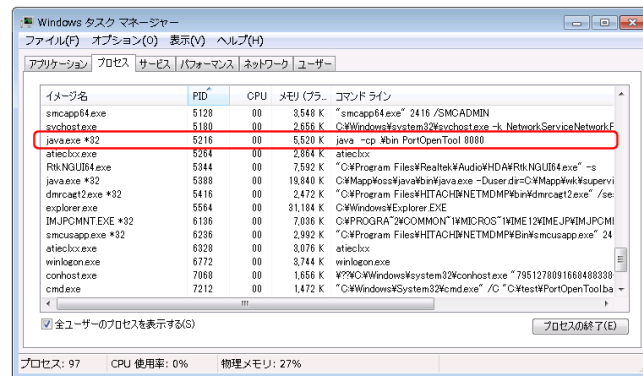 Windows タスク マネージャー
ファイル(F) オプション(O) 表示(V) ヘルプ(H)
アプリケーション プロセス サービス パフォーマンス ネットワーク ユーザー
イメージ名 PID CPU メモリ (プラ... コマンド ライン
smcapp64.exe 5128 00 3,548 K "smcapp64.exe" 2416 /SMCADMIN
svchost.exe 5180 00 2,656 K C:¥Windows¥system32¥svchost.exe -k NetworkServiceNetworkF
java.exe *32 5216 00 5,520 K java -cp ¥bin PortOpenTool 8080
atieclxx.exe 5264 00 2,864 K atieclxx
RtkNGUI64.exe 5344 00 7,592 K "C:¥Program Files¥Realtek¥Audio¥HDA¥RtkNGUI64.exe" -s
java.exe *32 5388 00 19,840 K C:¥Mapp¥oss¥java¥bin¥java.exe -Duser.dir=C:¥Mapp¥wk¥supervi
dmrcagt2.exe *32 5416 00 2,472 K "C:¥Program Files¥HITACHI¥NETMDMP¥bin¥dmrcagt2.exe" /se
explorer.exe 5564 00 31,184 K C:¥Windows¥Explorer.EXE
IMJPCMNT.EXE *32 6136 00 7,036 K C:¥PROGRA~2¥COMMON~1¥MICROS~1¥IME12¥IMEJP¥IMJPCMI
smcusapp.exe *32 6236 00 2,992 K "C:¥Program Files¥HITACHI¥NETMDMP¥Bin¥smcusapp.exe" 24
atieclxx.exe 6328 00 3,076 K atieclxx
winlogon.exe 6772 00 3,744 K winlogon.exe
conhost.exe 7068 00 1,656 K ¥??¥C:¥Windows¥system32¥conhost.exe "7951278091668488338-
cmd.exe 7212 00 1,472 K "C:¥Windows¥System32¥cmd.exe" /C "C:¥test¥PortOpenTool.ba
全ユーザーのプロセスを表示する(S) プロセスの終了(E)
プロセス: 97 CPU 使用率: 0% 物理メモリ: 27%